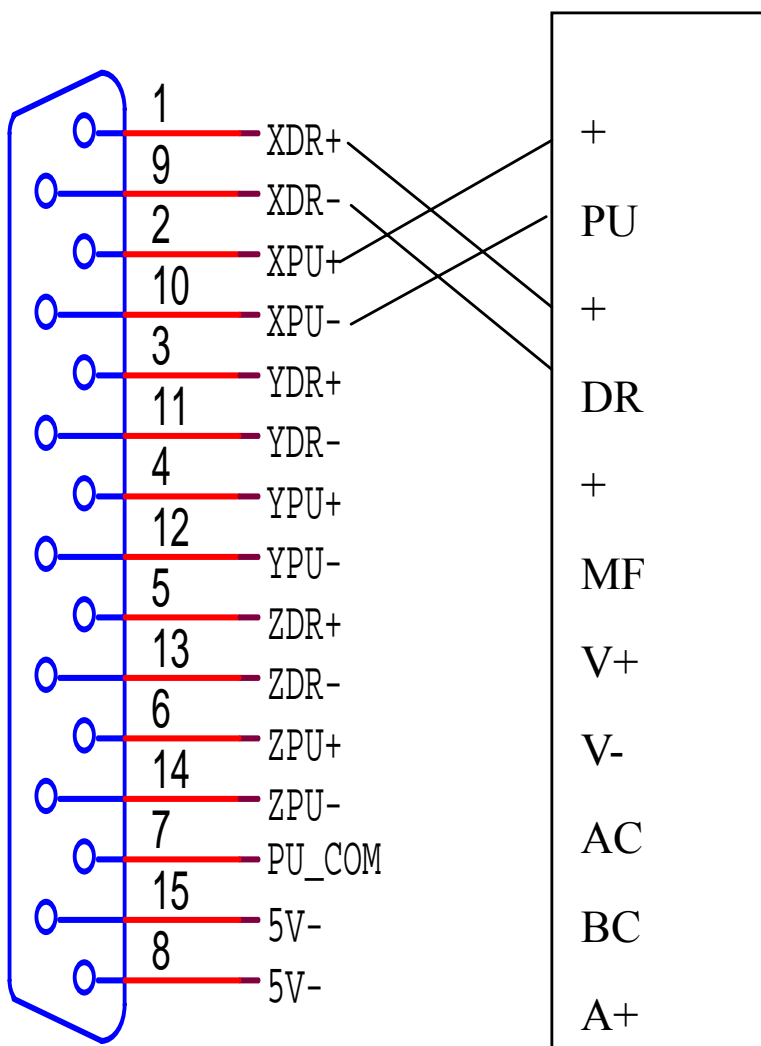 1
XDR+
9
XDR-
2
XPU+
10
XPU-
3
YDR+
11
YDR-
4
YPU+
12
YPU-
5
ZDR+
13
ZDR-
6
ZPU+
14
ZPU-
7
PU_COM
15
5V-
8
5V-
+
PU
+
DR
+
MF
V+
V-
AC
BC
A+